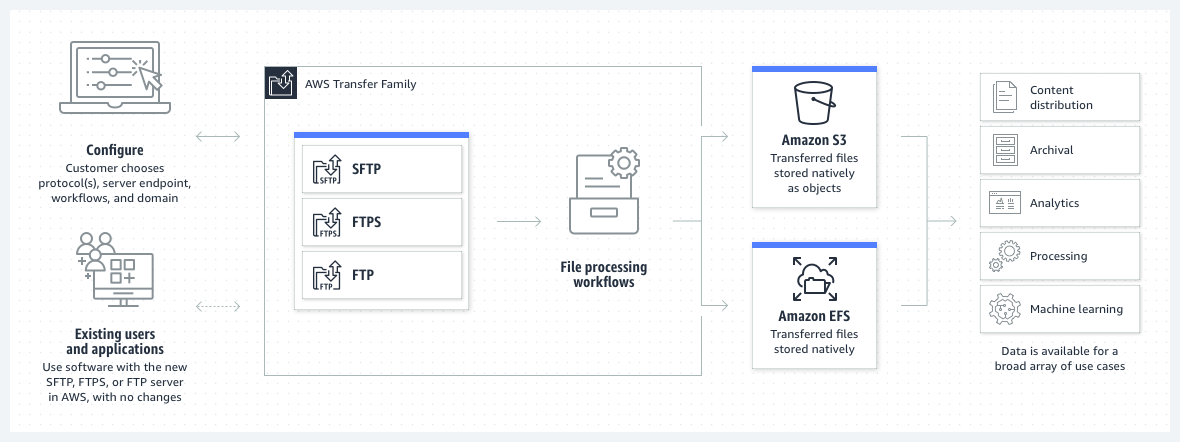 Configure
Customer chooses
protocol(s), server endpoint,
workflows, and domain
Existing users
and applications
Use software with the new
SFTP, FTPS, or FTP server
in AWS, with no changes
AWS Transfer Family
SFTP
SFTP
FTPS
FTPS
FTP
FTP
File processing
workflows
Amazon S3
Transferred files
stored natively
as objects
Amazon EFS
Transferred files
stored natively
Content
distribution
Archival
Analytics
Processing
Machine learning
Data is available for a
broad array of use cases